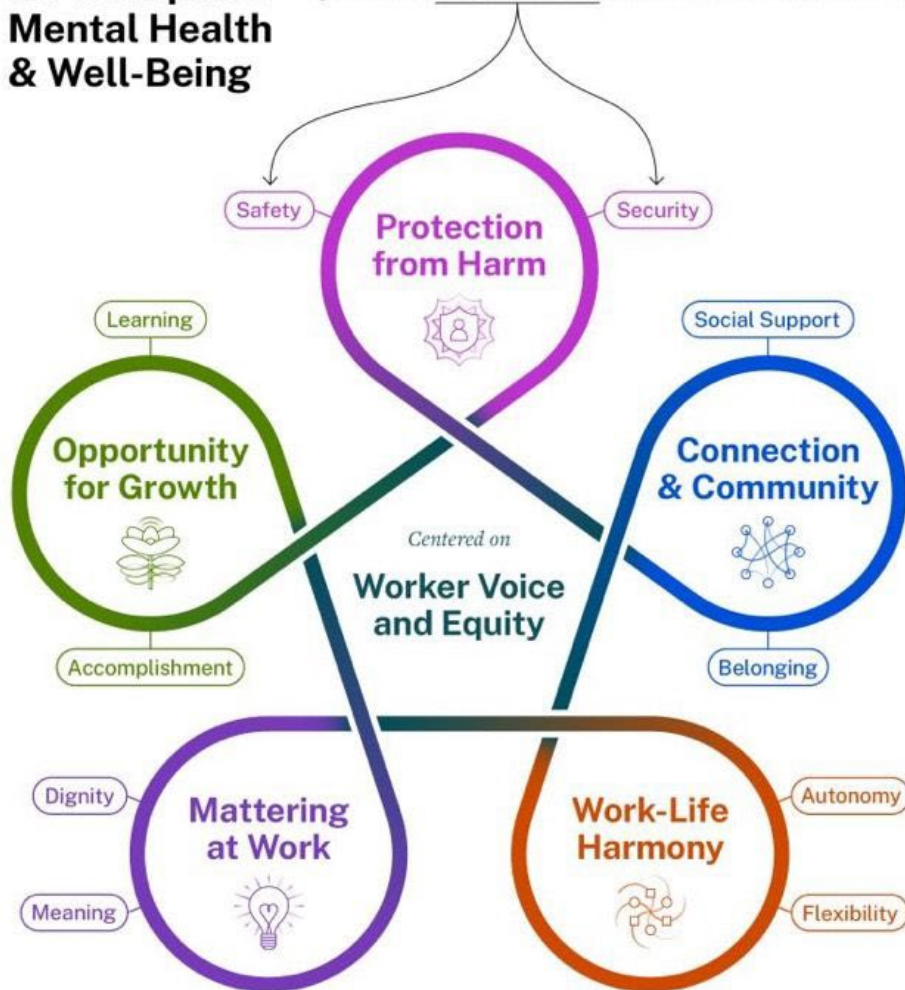 Mental Health
& Well-Being
Safety
Security
Protection
from Harm
Learning
Social Support
Opportunity
for Growth
Connection
& Community
Centered on
Worker Voice
and Equity
Accomplishment
Belonging
Dignity
Autonomy
Mattering
at Work
Work-Life
Harmony
Meaning
Flexibility